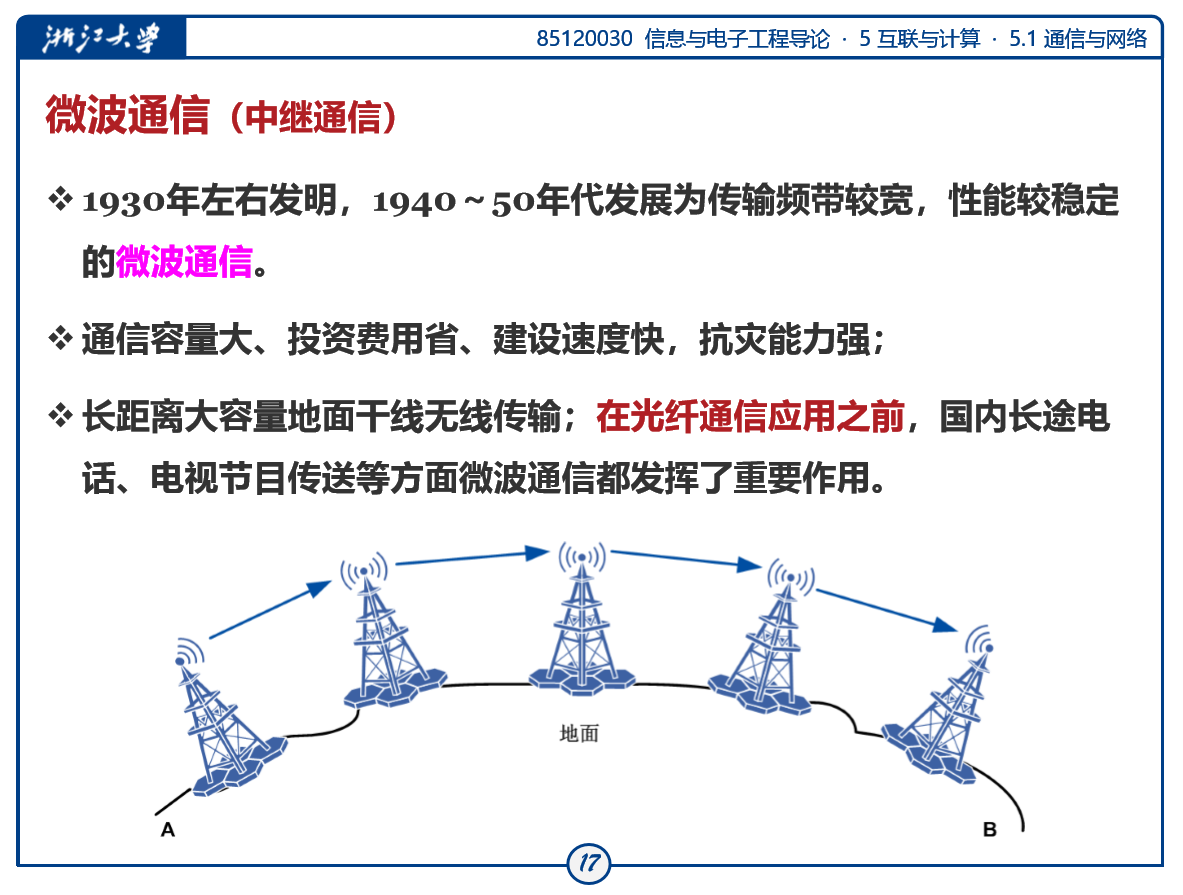 浙江大学
85120030 信息与电子工程导论 · 5 互联与计算 · 5.1 通信与网络
微波通信（中继通信）
❖ 1930年左右发明，1940～50年代发展为传输频带较宽，性能较稳定
的微波通信。
❖ 通信容量大、投资费用省、建设速度快，抗灾能力强；
❖ 长距离大容量地面干线无线传输；在光纤通信应用之前，国内长途电
话、电视节目传送等方面微波通信都发挥了重要作用。
地面
A
B
17